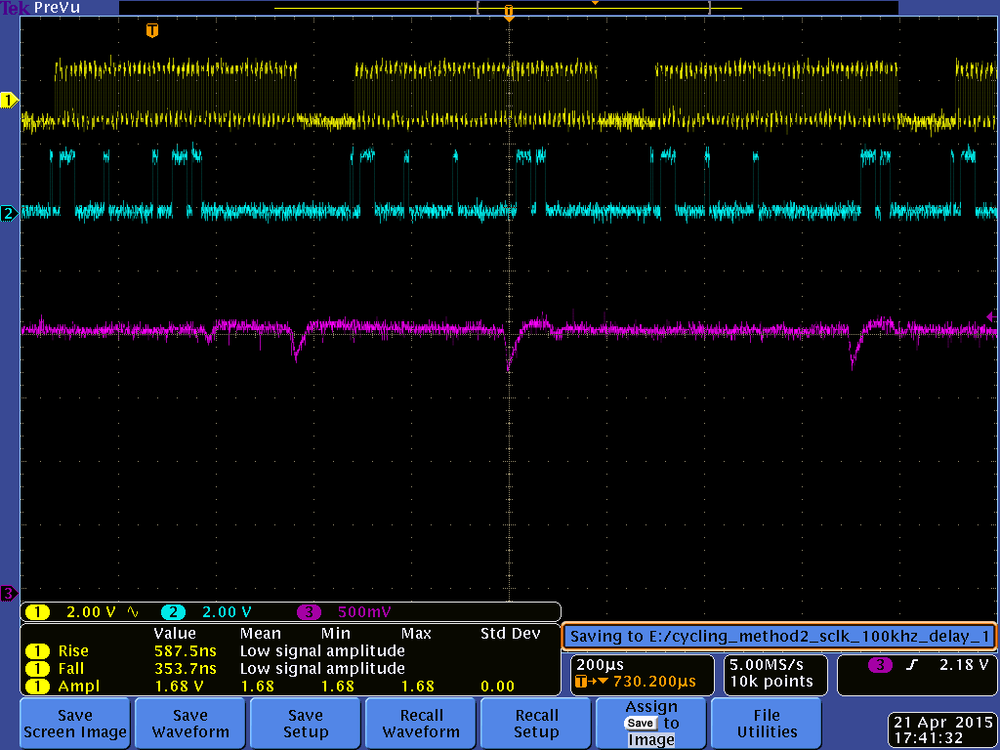 Tek PreVu
T
T
1
2
3
1 2.00 V 2 2.00 V 3 500mV
Value Mean Min Max Std Dev
1 Rise 587.5ns Low signal amplitude
1 Fall 353.7ns Low signal amplitude
1 Ampl 1.68 V 1.68 1.68 1.68 0.00
Saving to E:/cycling_method2_sclk_100khz_delay_1
200µs
T→▼730.200µs
5.00MS/s
10k points
3 2.18 V
Save
Screen Image
Save
Waveform
Save
Setup
Recall
Waveform
Recall
Setup
Assign
Save to
Image
File
Utilities
21 Apr 2015
17:41:32